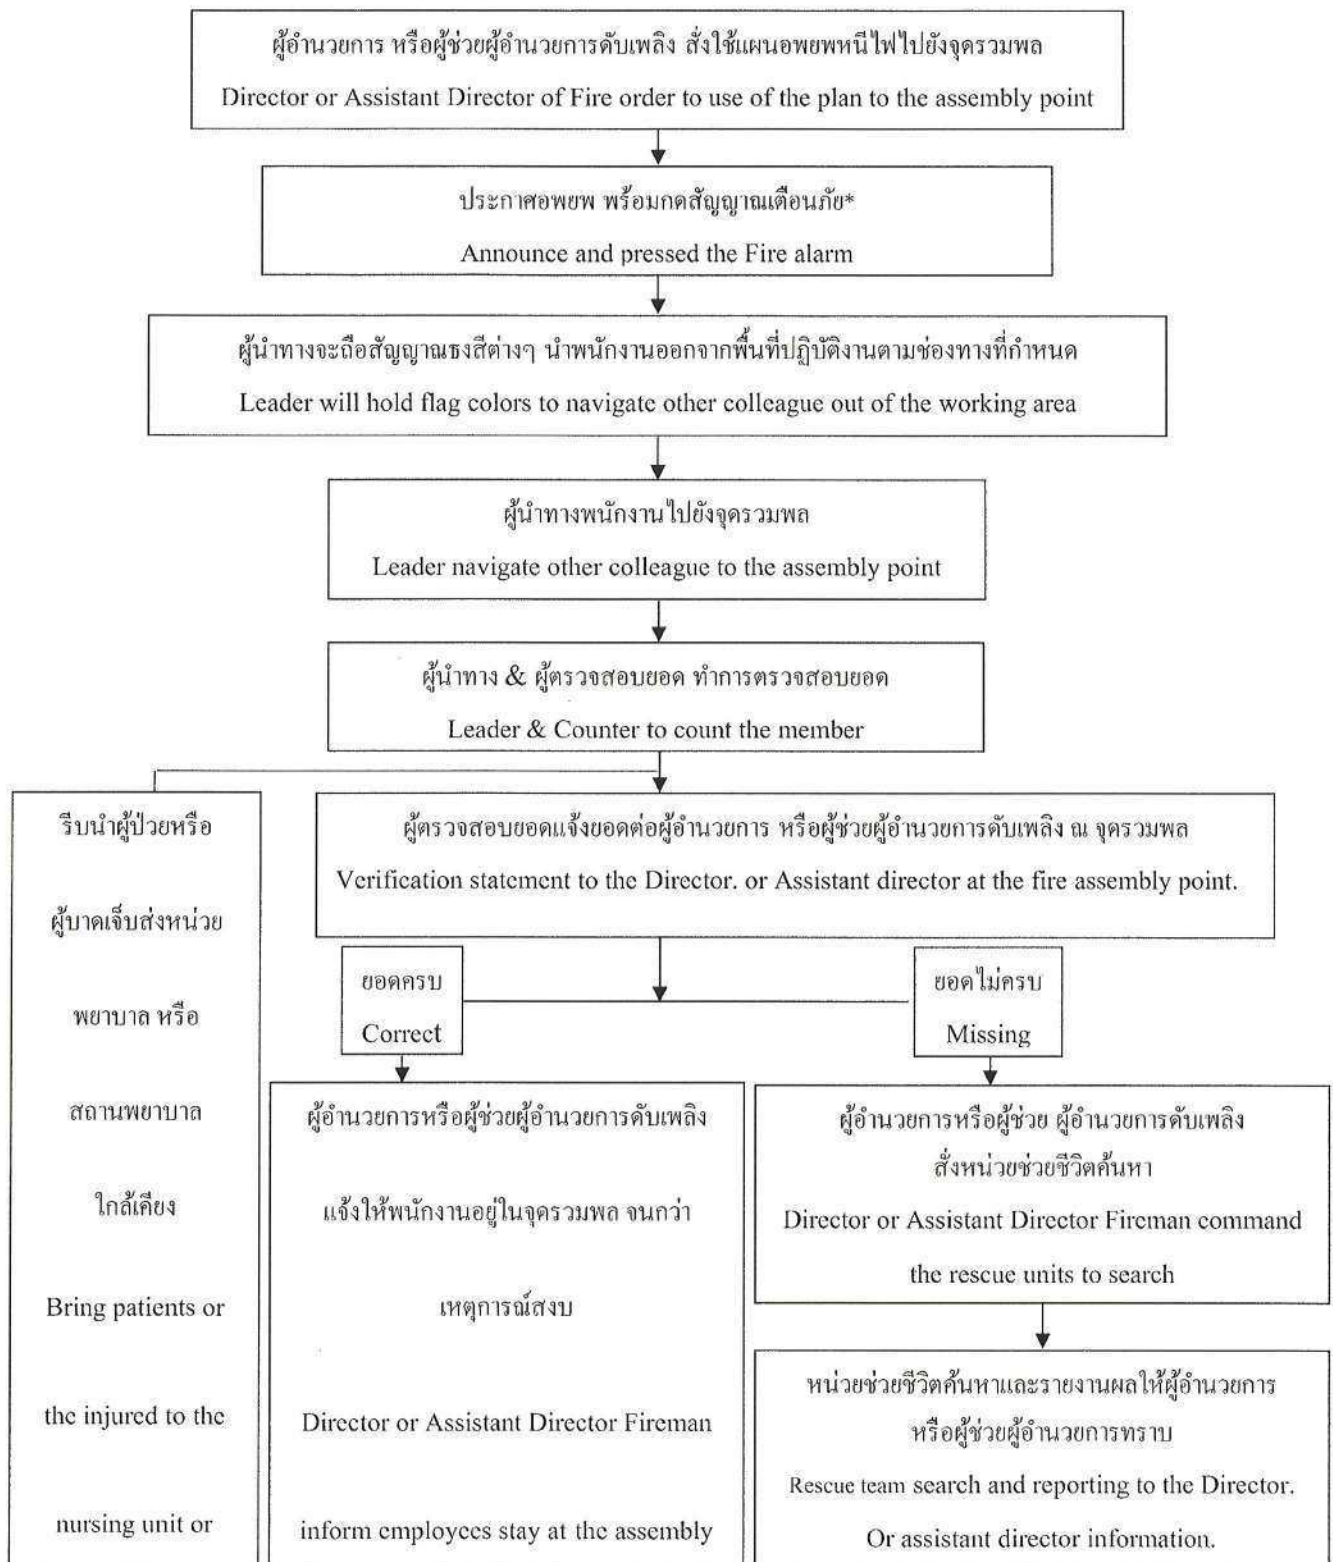 ผู้อำนวยการ หรือผู้ช่วยผู้อำนวยการดับเพลิง สั่งใช้แผนอพยพหนีไฟไปยังจุดรวมพล
Director or Assistant Director of Fire order to use of the plan to the assembly point
ประกาศอพยพ พร้อมกดสัญญาณเตือนภัย*
Announce and pressed the Fire alarm
ผู้นำทางจะถือสัญญาณธงสีต่างๆ นำพนักงานออกจากพื้นที่ปฏิบัติงานตามช่องทางที่กำหนด
Leader will hold flag colors to navigate other colleague out of the working area
ผู้นำทางพนักงานไปยังจุดรวมพล
Leader navigate other colleague to the assembly point
ผู้นำทาง & ผู้ตรวจสอบยอด ทำการตรวจสอบยอด
Leader & Counter to count the member
รีบนำผู้ป่วยหรือ
ผู้บาดเจ็บส่งหน่วย
พยาบาล หรือ
สถานพยาบาล
ใกล้เคียง
Bring patients or
the injured to the
nursing unit or
ผู้ตรวจสอบยอดแจ้งยอดต่อผู้อำนวยการ หรือผู้ช่วยผู้อำนวยการดับเพลิง ณ จุดรวมพล
Verification statement to the Director. or Assistant director at the fire assembly point.
ยอดครบ
Correct
ยอดไม่ครบ
Missing
ผู้อำนวยการหรือผู้ช่วยผู้อำนวยการดับเพลิง
แจ้งให้พนักงานอยู่ในจุดรวมพล จนกว่า
เหตุการณ์สงบ
Director or Assistant Director Fireman
inform employees stay at the assembly
ผู้อำนวยการหรือผู้ช่วย ผู้อำนวยการดับเพลิง
สั่งหน่วยช่วยชีวิตค้นหา
Director or Assistant Director Fireman command
the rescue units to search
หน่วยช่วยชีวิตค้นหาและรายงานผลให้ผู้อำนวยการ
หรือผู้ช่วยผู้อำนวยการทราบ
Rescue team search and reporting to the Director.
Or assistant director information.